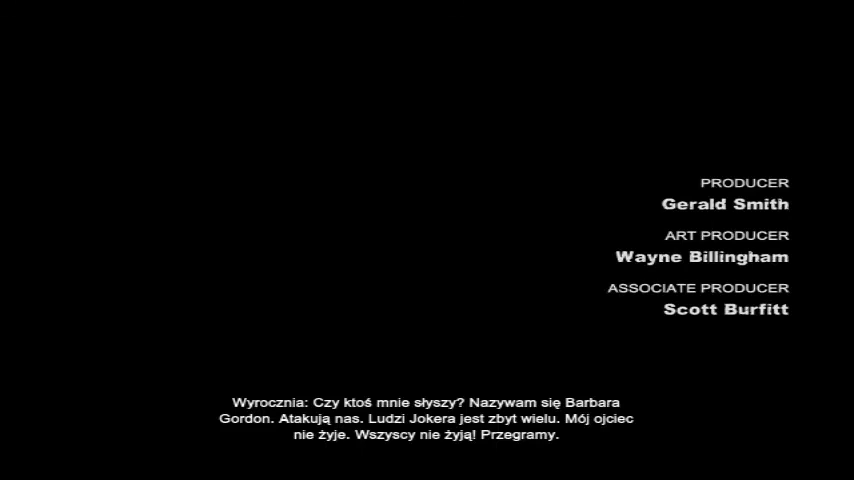 PRODUCER
Gerald Smith
ART PRODUCER
Wayne Billingham
ASSOCIATE PRODUCER
Scott Burfitt
Wyrocznia: Czy ktoś mnie słyszy? Nazywam się Barbara
Gordon. Atakują nas. Ludzi Jokera jest zbyt wielu. Mój ojciec
nie żyje. Wszyscy nie żyją! Przegramy.